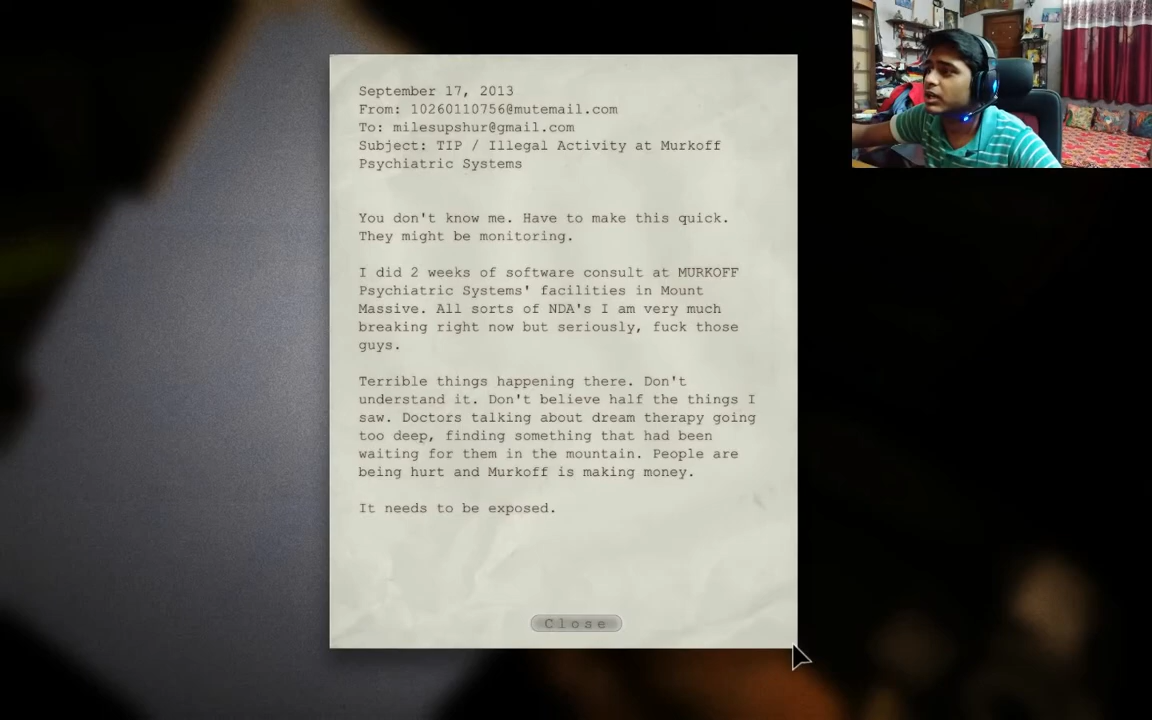 September 17, 2013
From: 10260110756@mutemail.com
To: milesupshur@gmail.com
Subject: TIP / Illegal Activity at Murkoff
Psychiatric Systems
You don't know me. Have to make this quick.
They might be monitoring.
I did 2 weeks of software consult at MURKOFF
Psychiatric Systems' facilities in Mount
Massive. All sorts of NDA's I am very much
breaking right now but seriously, fuck those
guys.
Terrible things happening there. Don't
understand it. Don't believe half the things I
saw. Doctors talking about dream therapy going
too deep, finding something that had been
waiting for them in the mountain. People are
being hurt and Murkoff is making money.
It needs to be exposed.
Close